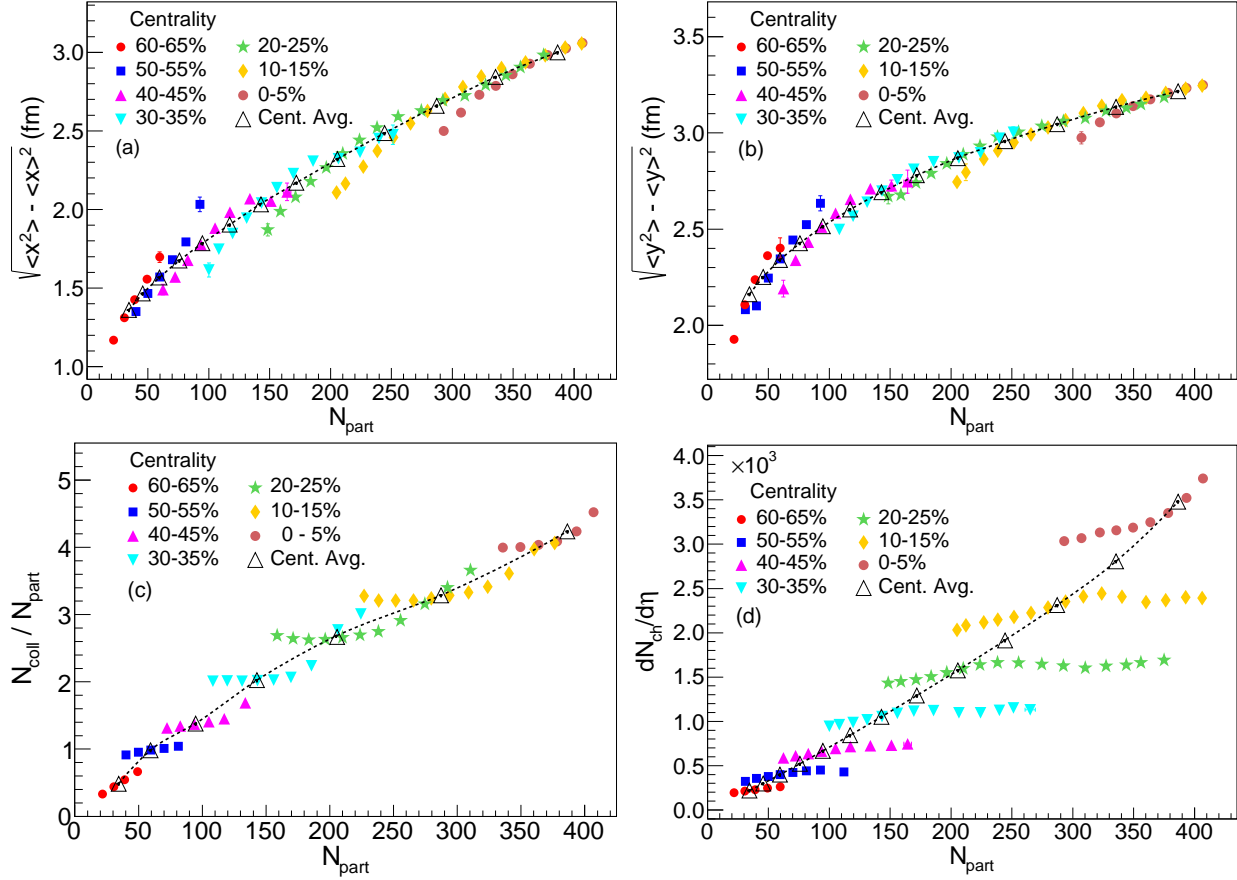 Centrality
60-65%
50-55%
40-45%
30-35%
20-25%
10-15%
0-5%
Cent. Avg.
(a)
√<x²> - <x>² (fm)
3.0
2.5
2.0
1.5
1.0
0 50 100 150 200 250 300 350 400
N_part
Centrality
60-65%
50-55%
40-45%
30-35%
20-25%
10-15%
0-5%
Cent. Avg.
(b)
√<y²> - <y>² (fm)
3.5
3.0
2.5
2.0
0 50 100 150 200 250 300 350 400
N_part
Centrality
60-65%
50-55%
40-45%
30-35%
20-25%
10-15%
0 - 5%
Cent. Avg.
(c)
N_coll / N_part
5
4
3
2
1
0
0 50 100 150 200 250 300 350 400
N_part
×10³
Centrality
60-65%
50-55%
40-45%
30-35%
20-25%
10-15%
0-5%
Cent. Avg.
(d)
dN_ch/dη
4.0
3.5
3.0
2.5
2.0
1.5
1.0
0.5
0.0
0 50 100 150 200 250 300 350 400
N_part